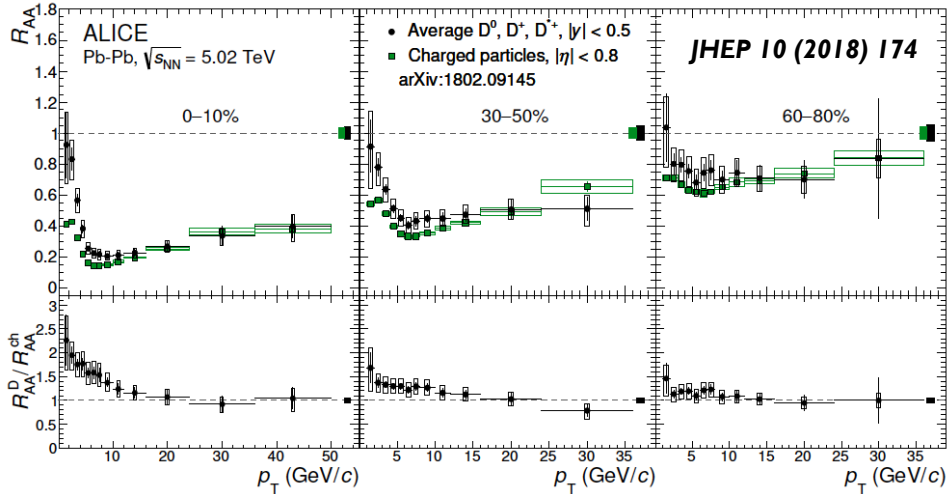 R_AA
1.8
1.6
1.4
1.2
1
0.8
0.6
0.4
0.2
0
ALICE
Pb-Pb, √s_NN = 5.02 TeV
0–10%
Average D⁰, D⁺, D*⁺, |y| < 0.5
Charged particles, |η| < 0.8
arXiv:1802.09145
30–50%
JHEP 10 (2018) 174
60–80%
R_AA^D / R_AA^ch
3
2.5
2
1.5
1
0.5
0
0 10 20 30 40 50
p_T (GeV/c)
5 10 15 20 25 30 35
p_T (GeV/c)
5 10 15 20 25 30 35
p_T (GeV/c)